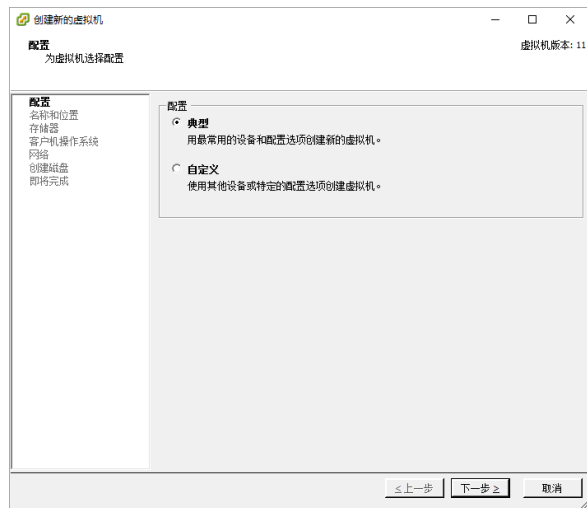 创建新的虚拟机
配置
为虚拟机选择配置
虚拟机版本: 11
配置
名称和位置
存储器
客户机操作系统
网络
创建磁盘
即将完成
配置
典型
用最常用的设备和配置选项创建新的虚拟机。
自定义
使用其他设备或特定的配置选项创建虚拟机。
≤上一步
下一步≥
取消